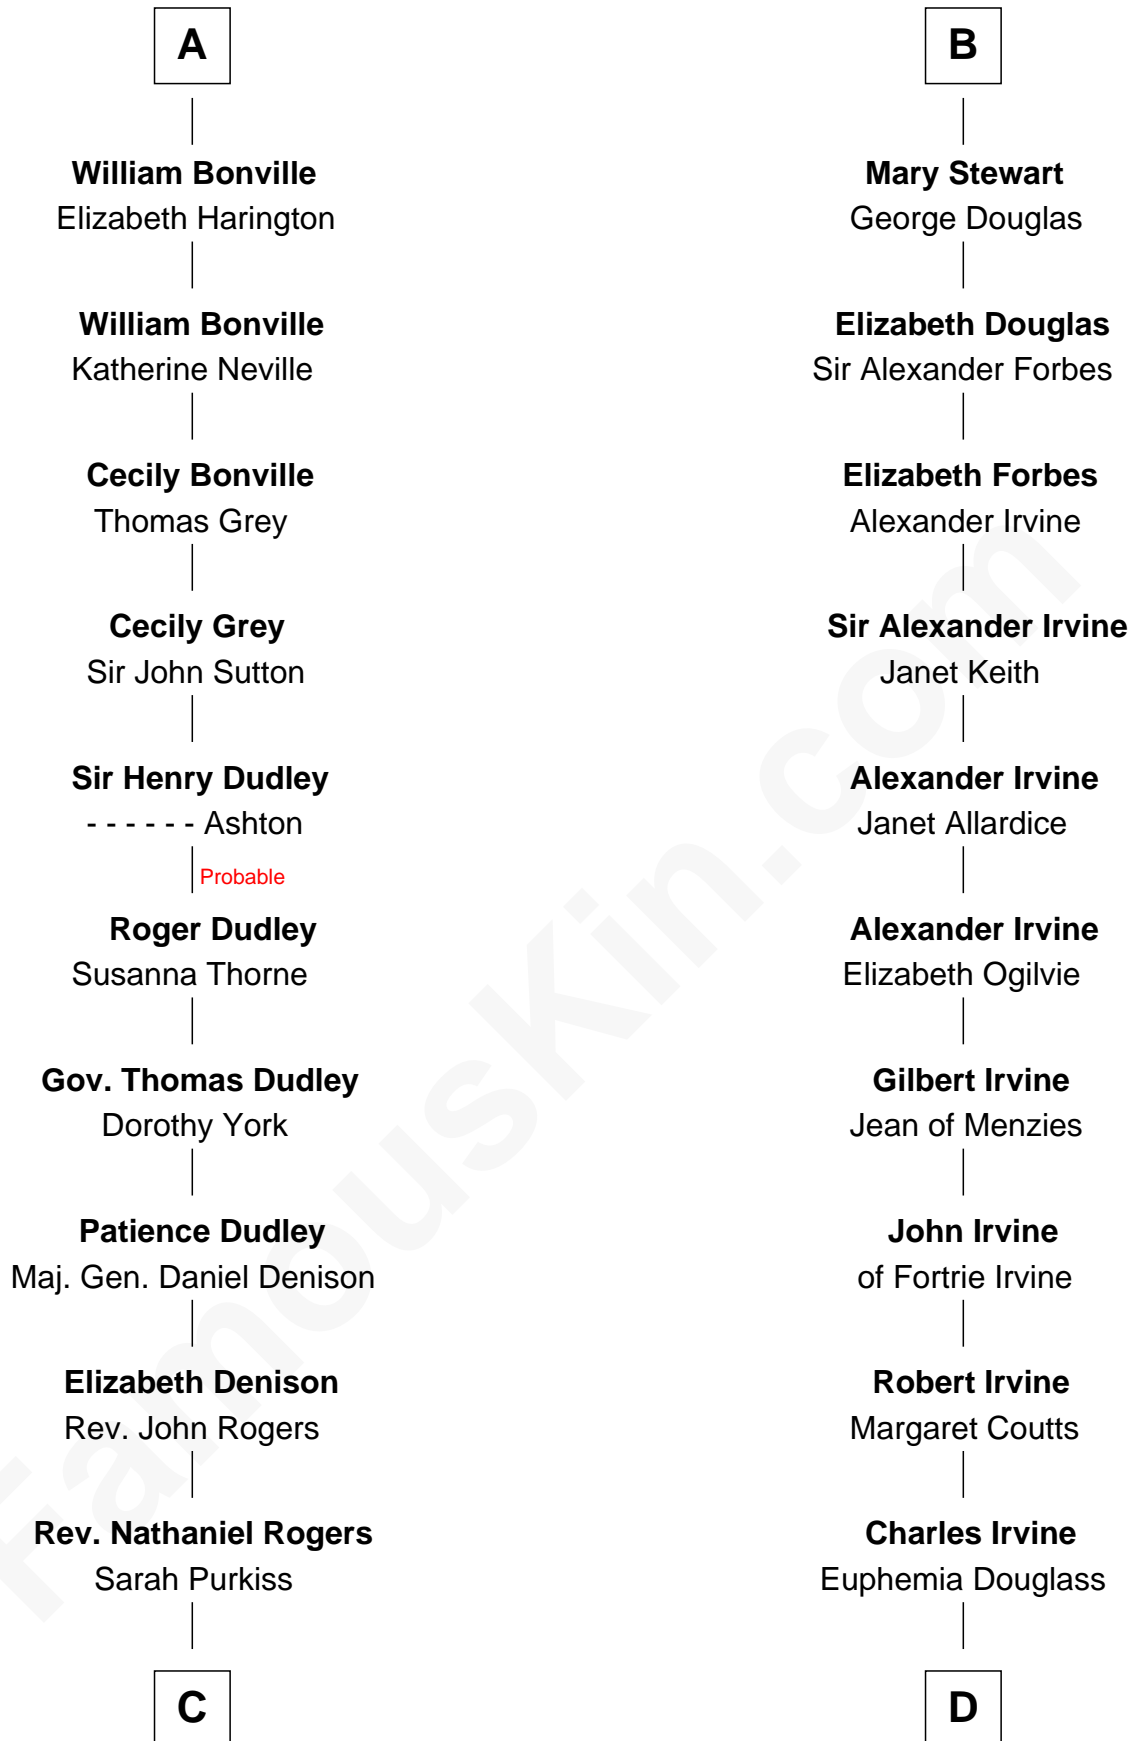 A
William Bonville
Elizabeth Harington
William Bonville
Katherine Neville
Cecily Bonville
Thomas Grey
Cecily Grey
Sir John Sutton
Sir Henry Dudley
- - - - - - Ashton
Probable
Roger Dudley
Susanna Thorne
Gov. Thomas Dudley
Dorothy York
Patience Dudley
Maj. Gen. Daniel Denison
Elizabeth Denison
Rev. John Rogers
Rev. Nathaniel Rogers
Sarah Purkiss
C
B
Mary Stewart
George Douglas
Elizabeth Douglas
Sir Alexander Forbes
Elizabeth Forbes
Alexander Irvine
Sir Alexander Irvine
Janet Keith
Alexander Irvine
Janet Allardice
Alexander Irvine
Elizabeth Ogilvie
Gilbert Irvine
Jean of Menzies
John Irvine
of Fortrie Irvine
Robert Irvine
Margaret Coutts
Charles Irvine
Euphemia Douglass
D
FamousKin.com